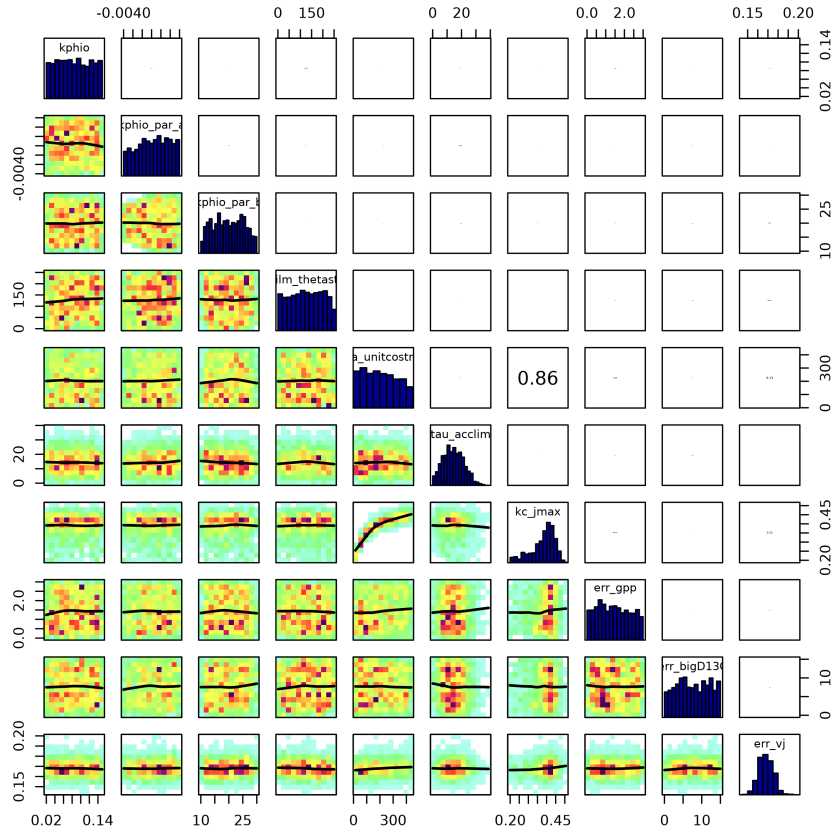 -0.0040
0 150
0 20
0.0 2.0
0.15 0.20
kphio
0.02 0.14
-0.0040
kphio_par_a
kphio_par_b
10 25
0 150
ilm_thetast
a_unitcostr
0.86
0 300
0 20
tau_acclim
kc_jmax
0.20 0.45
0.0 2.0
err_gpp
err_bigD13C
0 10
0.15 0.20
err_vj
0.02 0.14
10 25
0 300
0.20 0.45
0 10